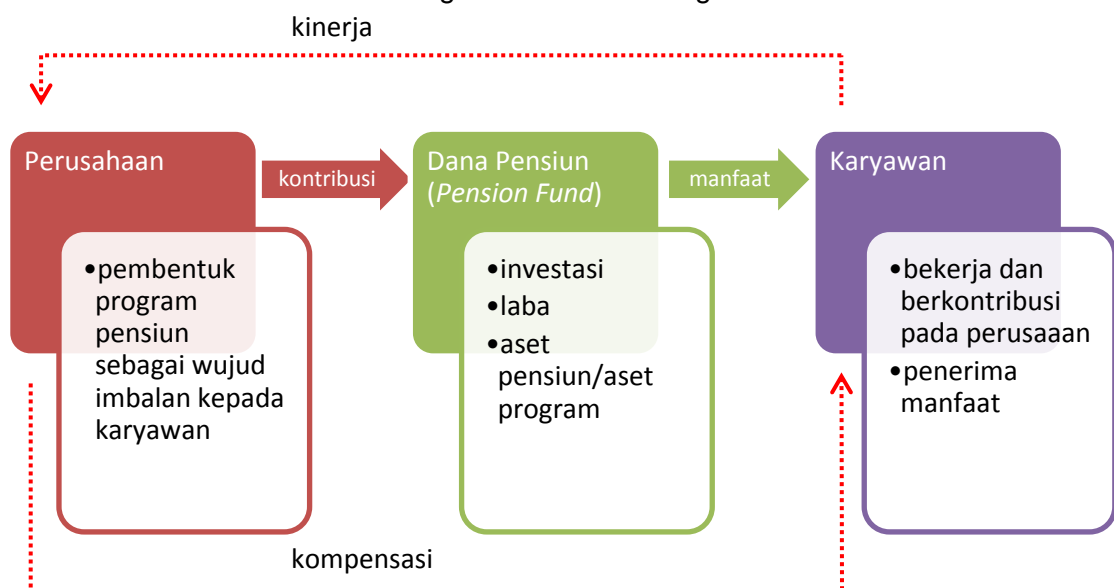 kinerja
Perusahaan
kontribusi
Dana Pensiun
(Pension Fund)
manfaat
Karyawan
•pembentuk
program
pensiun
sebagai wujud
imbalan kepada
karyawan
•investasi
•laba
•aset
pensiun/aset
program
•bekerja dan
berkontribusi
pada perusaaan
•penerima
manfaat
kompensasi